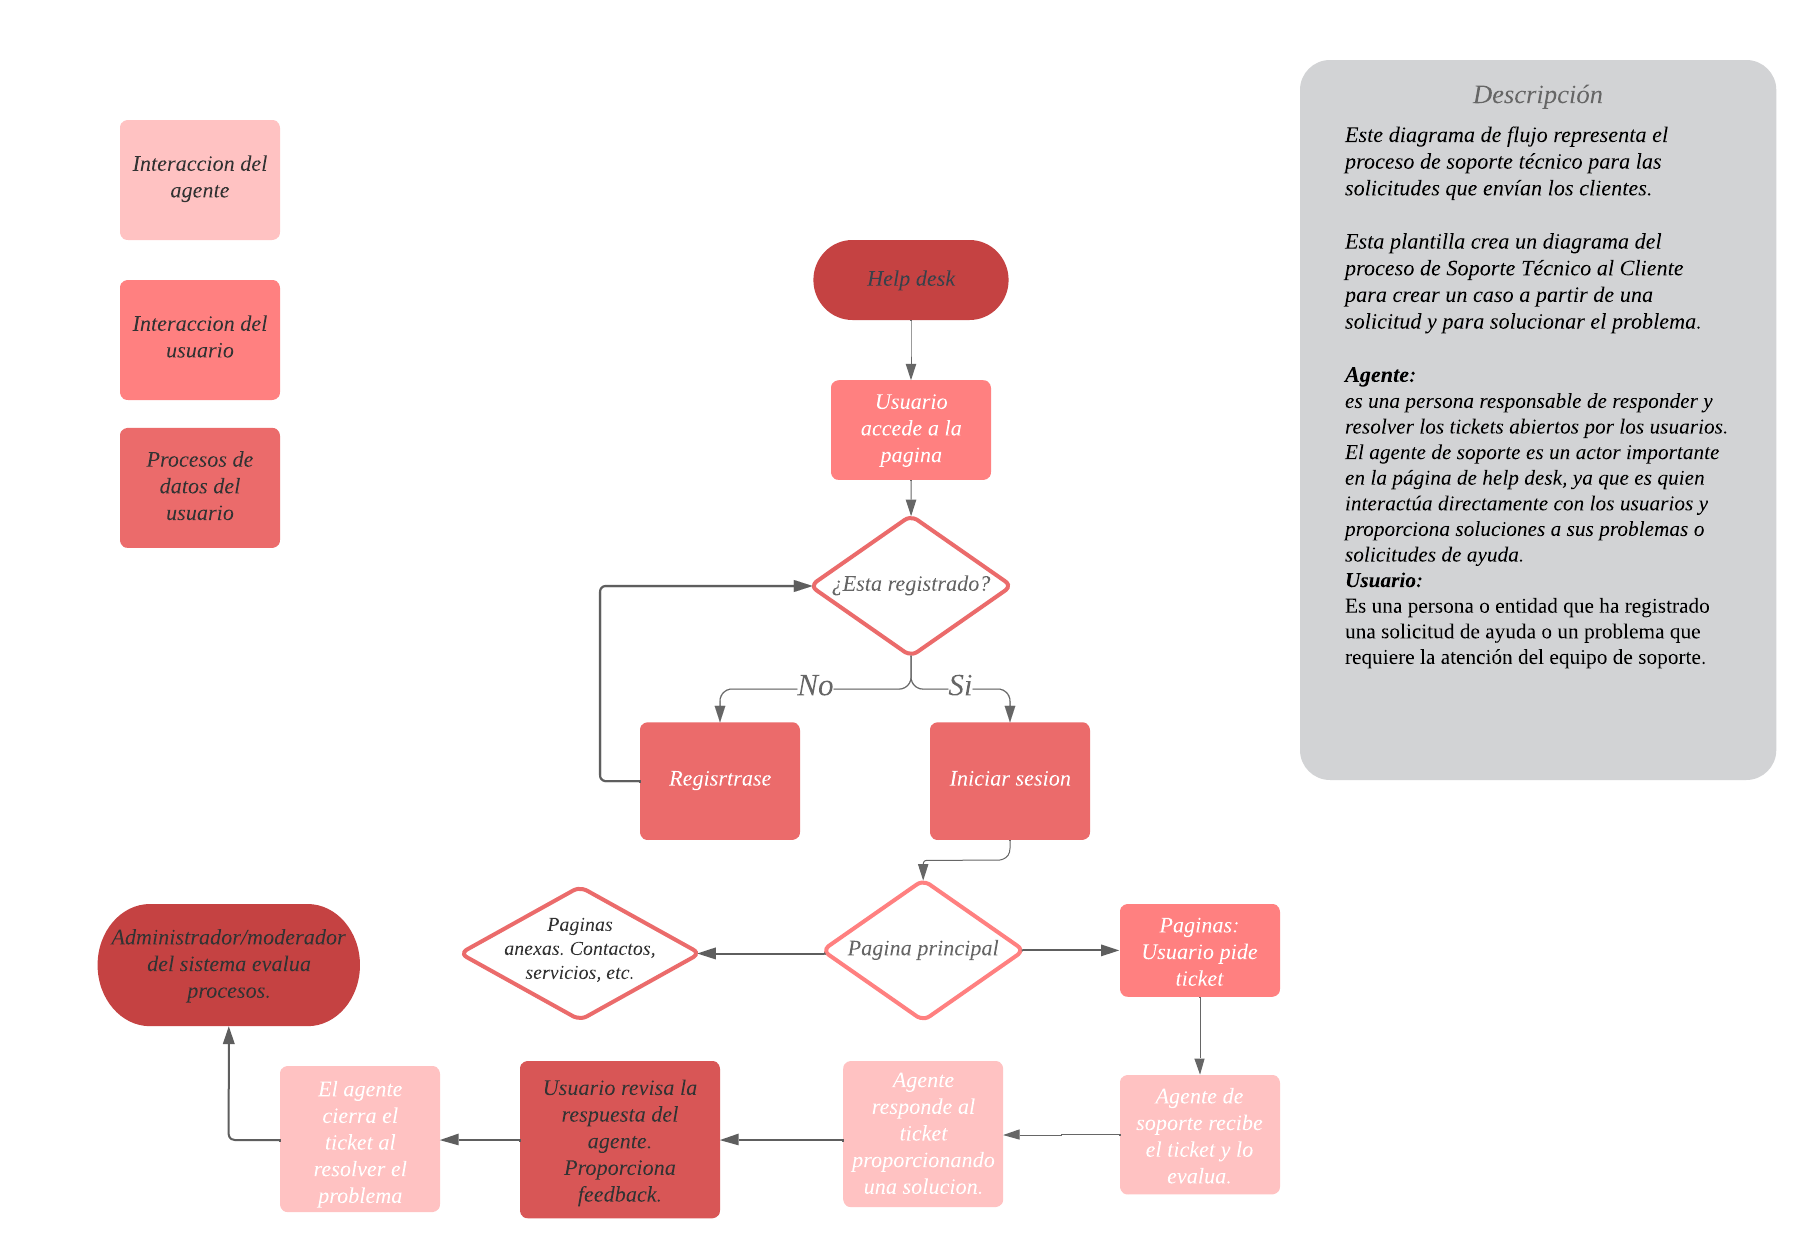 Interaccion del
agente
Interaccion del
usuario
Procesos de
datos del
usuario
Help desk
Usuario
accede a la
pagina
¿Esta registrado?
No
Si
Regisrtrase
Iniciar sesion
Pagina principal
Paginas
anexas. Contactos,
servicios, etc.
Paginas:
Usuario pide
ticket
Agente de
soporte recibe
el ticket y lo
evalua.
Agente
responde al
ticket
proporcionando
una solucion.
Usuario revisa la
respuesta del
agente.
Proporciona
feedback.
El agente
cierra el
ticket al
resolver el
problema
Administrador/moderador
del sistema evalua
procesos.
Descripción
Este diagrama de flujo representa el
proceso de soporte técnico para las
solicitudes que envían los clientes.
Esta plantilla crea un diagrama del
proceso de Soporte Técnico al Cliente
para crear un caso a partir de una
solicitud y para solucionar el problema.
Agente:
es una persona responsable de responder y
resolver los tickets abiertos por los usuarios.
El agente de soporte es un actor importante
en la página de help desk, ya que es quien
interactúa directamente con los usuarios y
proporciona soluciones a sus problemas o
solicitudes de ayuda.
Usuario:
Es una persona o entidad que ha registrado
una solicitud de ayuda o un problema que
requiere la atención del equipo de soporte.